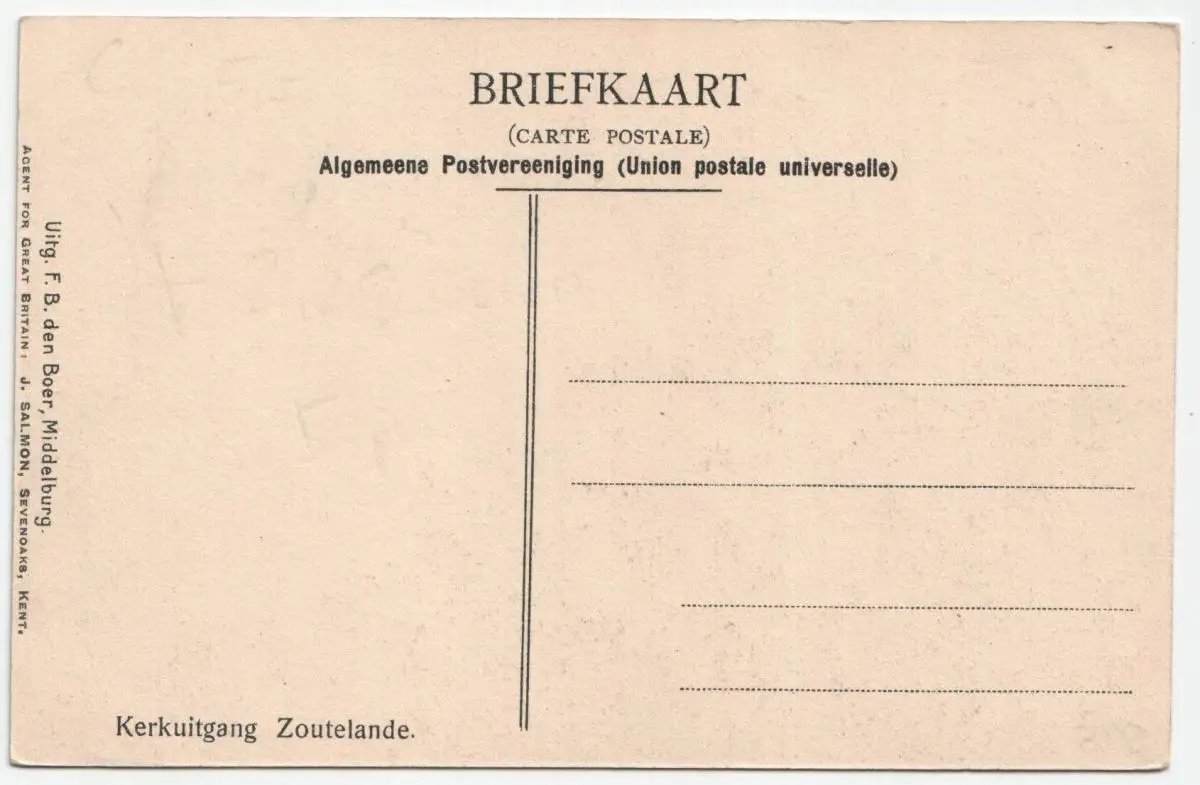 BRIEFKAART
(CARTE POSTALE)
Algemeene Postvereeniging (Union postale universelle)
Uitg. F. B. den Boer, Middelburg.
AGENT FOR GREAT BRITAIN: J. SALMON, SEVENOAKS, KENT.
Kerkuitgang Zoutelande.